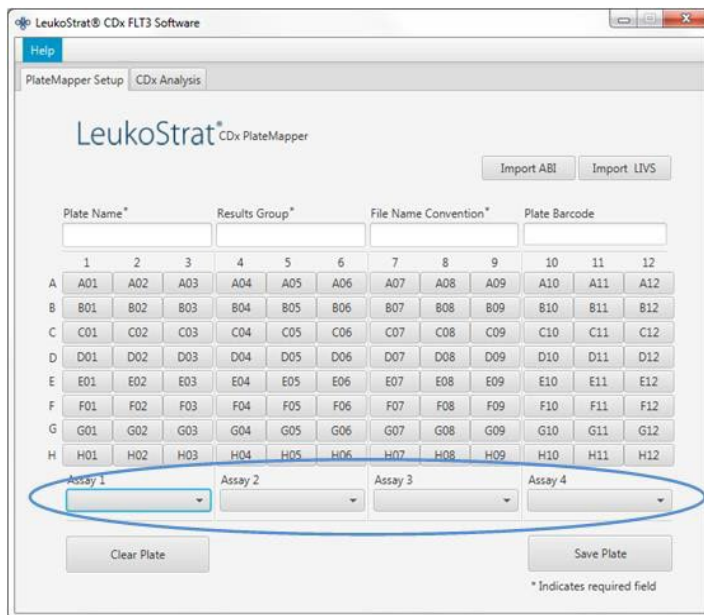 LeukoStrat® CDx FLT3 Software
Help
PlateMapper Setup CDx Analysis
LeukoStrat® CDx PlateMapper
Import ABI Import LIVS
Plate Name* Results Group* File Name Convention* Plate Barcode
1 2 3 4 5 6 7 8 9 10 11 12
A A01 A02 A03 A04 A05 A06 A07 A08 A09 A10 A11 A12
B B01 B02 B03 B04 B05 B06 B07 B08 B09 B10 B11 B12
C C01 C02 C03 C04 C05 C06 C07 C08 C09 C10 C11 C12
D D01 D02 D03 D04 D05 D06 D07 D08 D09 D10 D11 D12
E E01 E02 E03 E04 E05 E06 E07 E08 E09 E10 E11 E12
F F01 F02 F03 F04 F05 F06 F07 F08 F09 F10 F11 F12
G G01 G02 G03 G04 G05 G06 G07 G08 G09 G10 G11 G12
H H01 H02 H03 H04 H05 H06 H07 H08 H09 H10 H11 H12
Assay 1 Assay 2 Assay 3 Assay 4
Clear Plate Save Plate
* Indicates required field